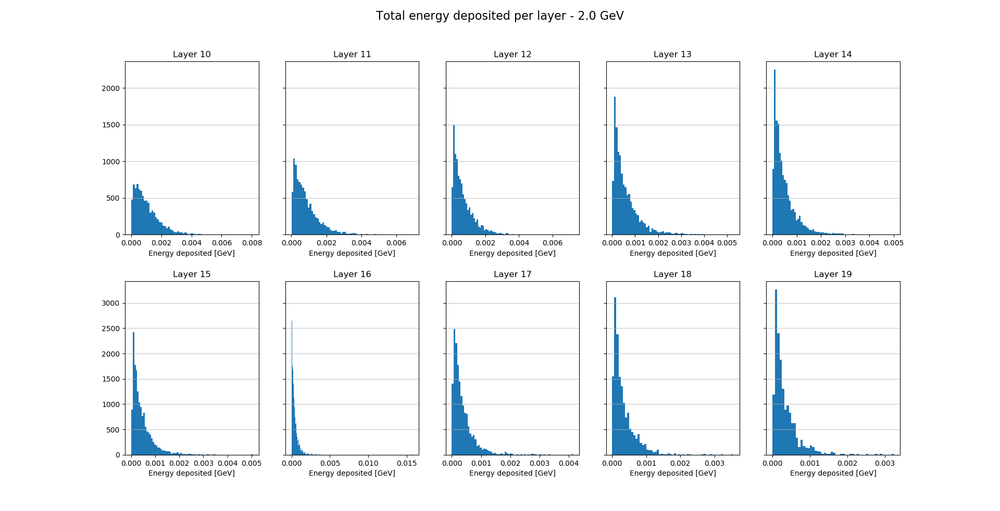 Total energy deposited per layer - 2.0 GeV
Layer 10 Layer 11 Layer 12 Layer 13 Layer 14
2000
1500
1000
500
0
0.000 0.002 0.004 0.006 0.008 0.000 0.002 0.004 0.006 0.000 0.002 0.004 0.006 0.000 0.001 0.002 0.003 0.004 0.005 0.000 0.001 0.002 0.003 0.004 0.005
Energy deposited [GeV] Energy deposited [GeV] Energy deposited [GeV] Energy deposited [GeV] Energy deposited [GeV]
Layer 15 Layer 16 Layer 17 Layer 18 Layer 19
3000
2500
2000
1500
1000
500
0
0.000 0.001 0.002 0.003 0.004 0.005 0.000 0.005 0.010 0.015 0.000 0.001 0.002 0.003 0.004 0.000 0.001 0.002 0.003 0.000 0.001 0.002 0.003
Energy deposited [GeV] Energy deposited [GeV] Energy deposited [GeV] Energy deposited [GeV] Energy deposited [GeV]